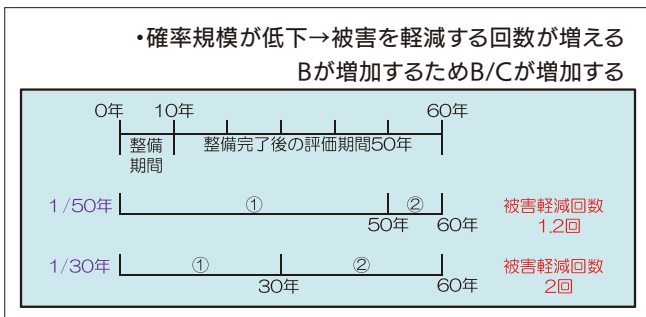 ・確率規模が低下→被害を軽減する回数が増える
Bが増加するためB/Cが増加する
0年 10年 60年
整備期間 整備完了後の評価期間50年
1/50年 ① ② 被害軽減回数
50年 60年 1.2回
1/30年 ① ② 被害軽減回数
30年 60年 2回